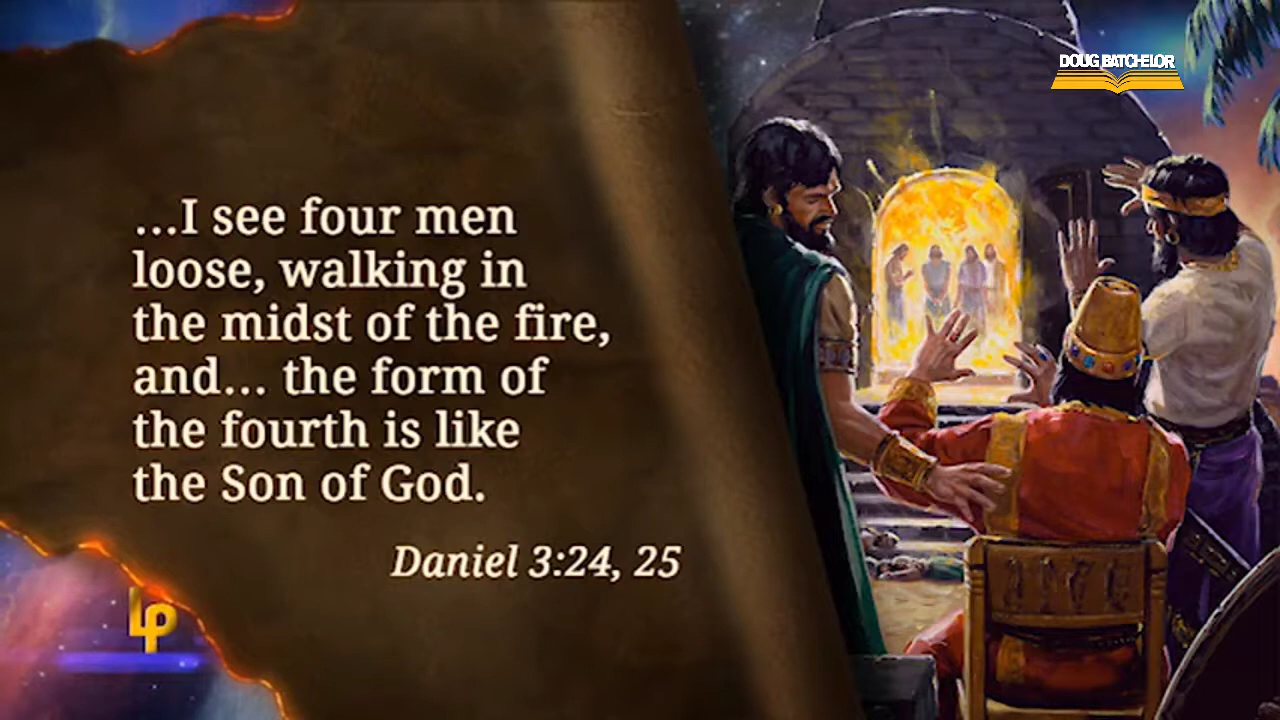 DOUG BATCHELOR
...I see four men
loose, walking in
the midst of the fire,
and... the form of
the fourth is like
the Son of God.
Daniel 3:24, 25
LP